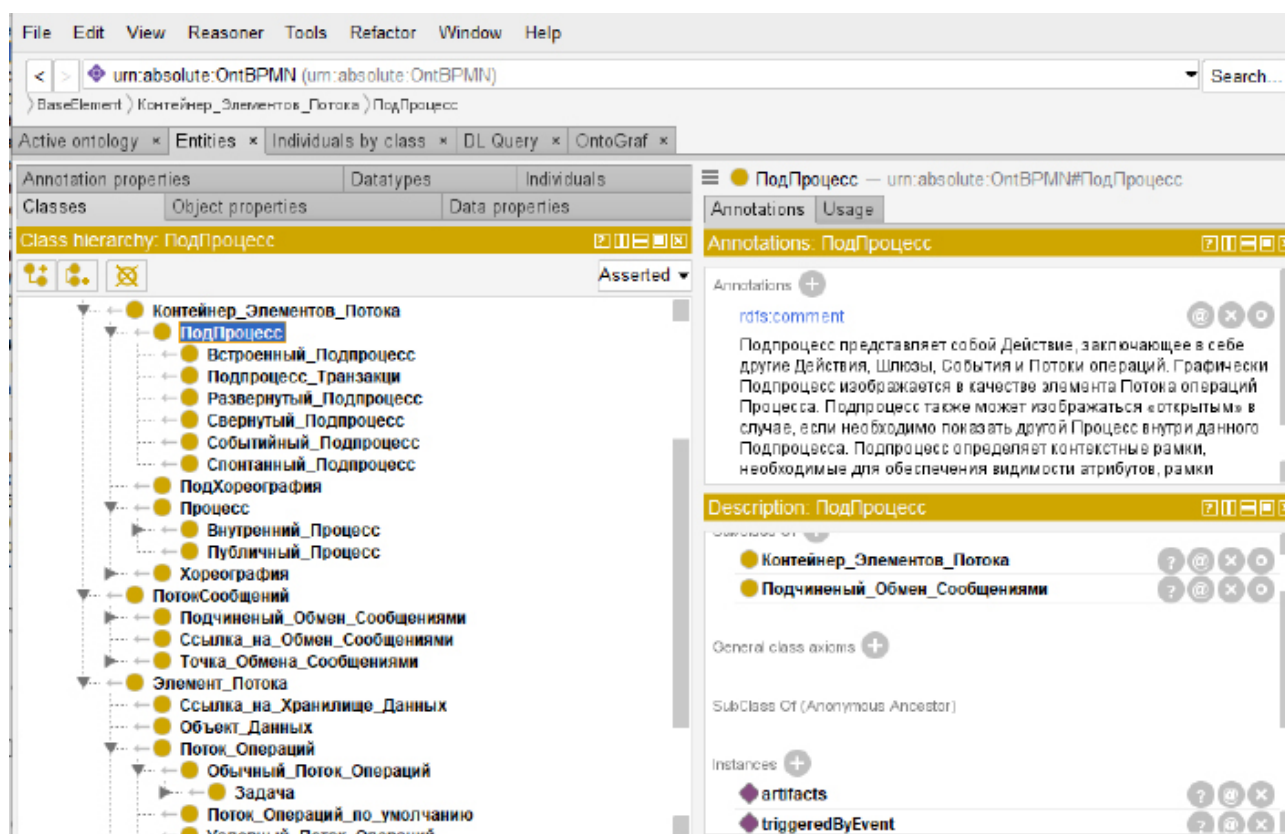 File Edit View Reasoner Tools Refactor Window Help
< > urn:absolute:OntBPMN (urn:absolute:OntBPMN) Search...
BaseElement Контейнер_Элементов_Потока ПодПроцесс
Active ontology × Entities × Individuals by class × DL Query × OntoGraf ×
Annotation properties Datatypes Individuals
Classes Object properties Data properties
Class hierarchy: ПодПроцесс
Asserted
Контейнер_Элементов_Потока
ПодПроцесс
Встроенный_Подпроцесс
Подпроцесс_Транзакци
Развернутый_Подпроцесс
Свернутый_Подпроцесс
Событийный_Подпроцесс
Спонтанный_Подпроцесс
ПодХореография
Процесс
Внутренний_Процесс
Публичный_Процесс
Хореография
ПотокСообщений
Подчиненый_Обмен_Сообщениями
Ссылка_на_Обмен_Сообщениями
Точка_Обмена_Сообщениями
Элемент_Потока
Ссылка_на_Хранилище_Данных
Объект_Данных
Поток_Операций
Обычный_Поток_Операций
Задача
Поток_Операций_по_умолчанию
ПодПроцесс — urn:absolute:OntBPMN#ПодПроцесс
Annotations Usage
Annotations: ПодПроцесс
Annotations
rdfs:comment
Подпроцесс представляет собой Действие, заключающее в себе
другие Действия, Шлюзы, События и Потоки операций. Графически
Подпроцесс изображается в качестве элемента Потока операций
Процесса. Подпроцесс также может изображаться «открытым» в
случае, если необходимо показать другой Процесс внутри данного
Подпроцесса. Подпроцесс определяет контекстные рамки,
необходимые для обеспечения видимости атрибутов, рамки
Description: ПодПроцесс
Контейнер_Элементов_Потока
Подчиненый_Обмен_Сообщениями
General class axioms
SubClass Of (Anonymous Ancestor)
Instances
artifacts
triggeredByEvent